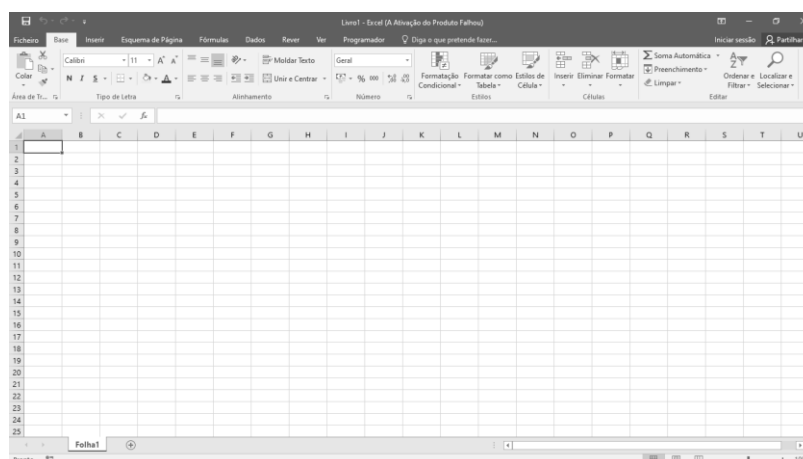 Livro1 - Excel (A Ativação do Produto Falhou)
Ficheiro Base Inserir Esquema de Página Fórmulas Dados Rever Ver Programador Diga o que pretende fazer... Iniciar sessão Partilhar
Colar Calibri 11 A A Moldar Texto Geral Formatação Condicional Formatar como Tabela Estilos de Célula Inserir Eliminar Formatar Soma Automática Ordenar e Filtrar Localizar e Selecionar
N I S A Unir e Centrar % 000 Preenchimento
Limpar
Área de Tr... Tipo de Letra Alinhamento Número Estilos Células Editar
A1 fx
A B C D E F G H I J K L M N O P Q R S T U
1
2
3
4
5
6
7
8
9
10
11
12
13
14
15
16
17
18
19
20
21
22
23
24
25
Folha1